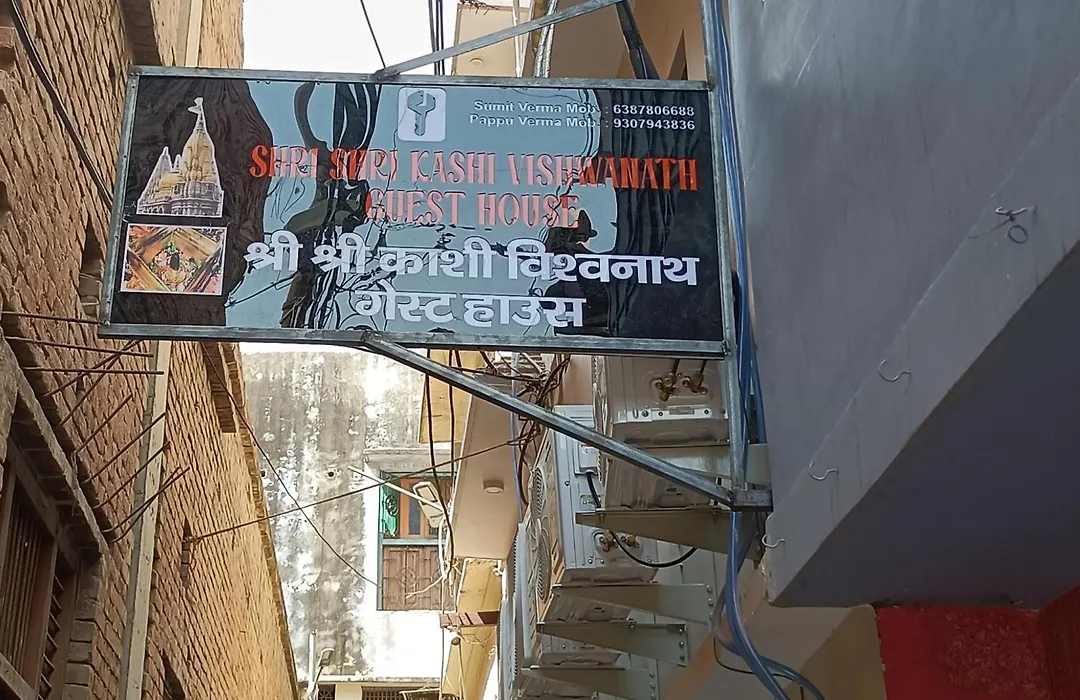 Sumit Verma Mob. : 6387806688
Pappu Verma Mob. : 9307943836
SHRI SHRI KASHI VISHWANATH
GUEST HOUSE
श्री श्री काशी विश्वनाथ
गेस्ट हाउस